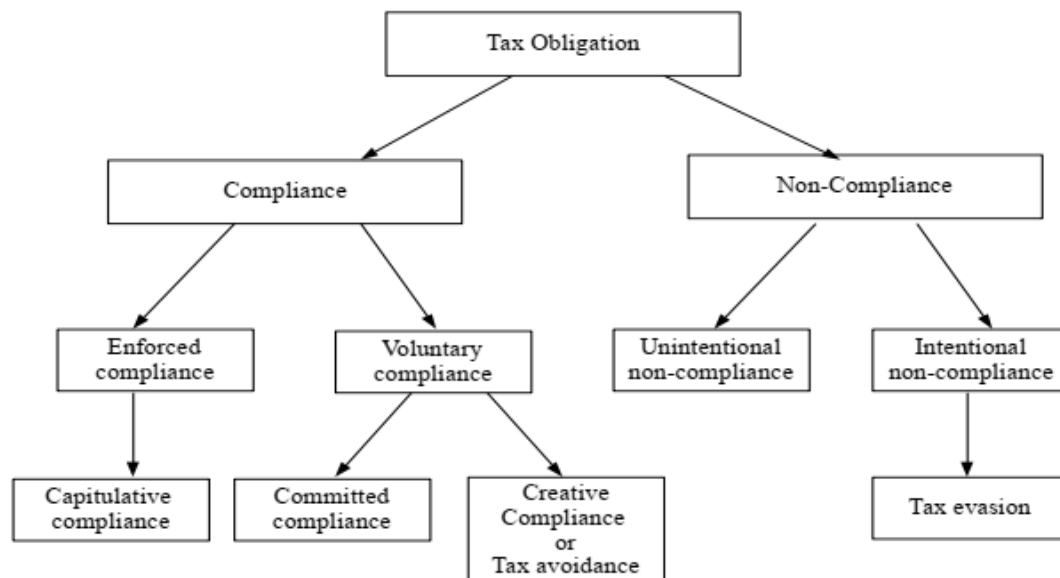 Tax Obligation
Compliance
Non-Compliance
Enforced
compliance
Voluntary
compliance
Unintentional
non-compliance
Intentional
non-compliance
Capitulative
compliance
Committed
compliance
Creative
Compliance
or
Tax avoidance
Tax evasion